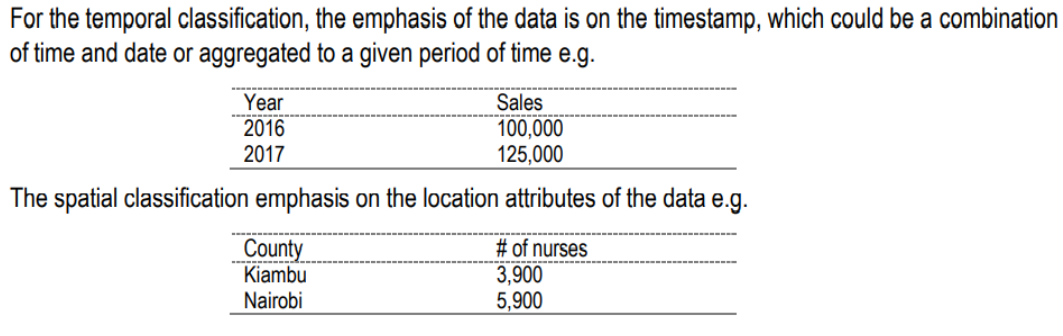 For the temporal classification, the emphasis of the data is on the timestamp, which could be a combination
of time and date or aggregated to a given period of time e.g.
Year Sales
2016 100,000
2017 125,000
The spatial classification emphasis on the location attributes of the data e.g.
County # of nurses
Kiambu 3,900
Nairobi 5,900